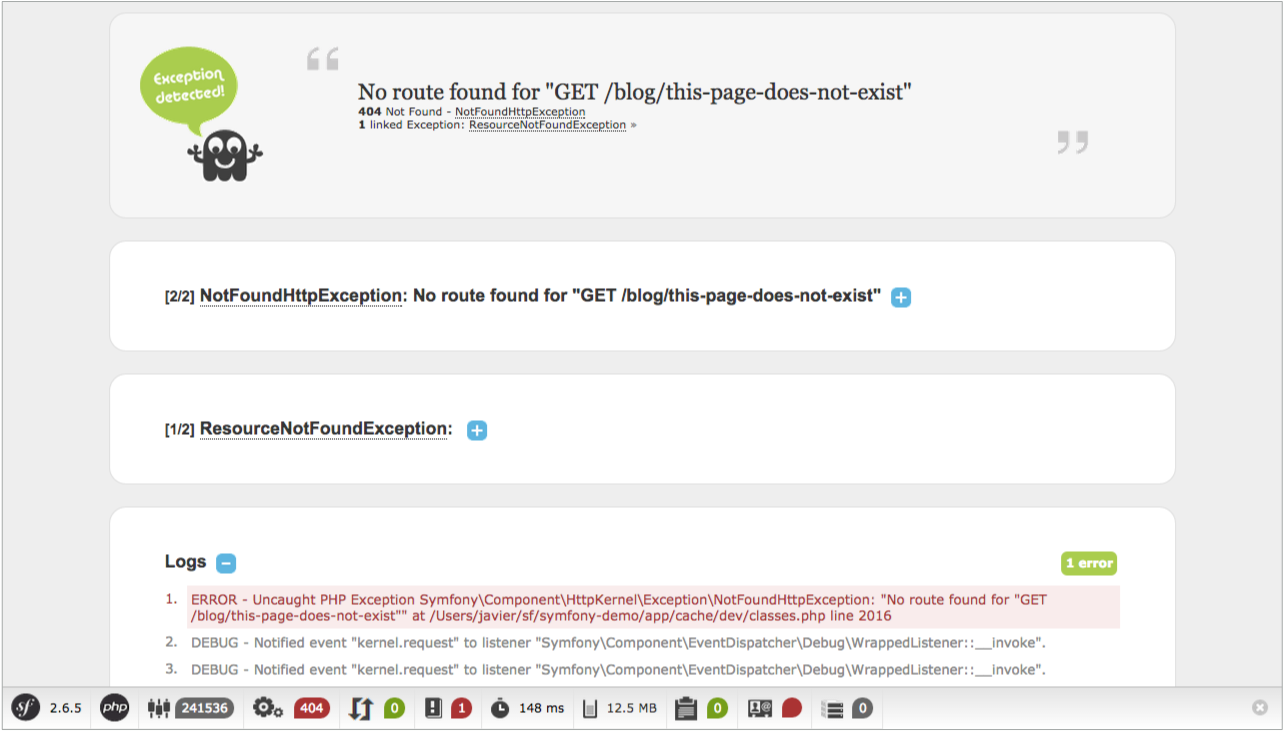 Exception
detected!
“
No route found for "GET /blog/this-page-does-not-exist"
404 Not Found - NotFoundHttpException
1 linked Exception: ResourceNotFoundException »
”
[2/2] NotFoundHttpException: No route found for "GET /blog/this-page-does-not-exist" +
[1/2] ResourceNotFoundException: +
Logs −
1 error
1. ERROR - Uncaught PHP Exception Symfony\Component\HttpKernel\Exception\NotFoundHttpException: "No route found for "GET
/blog/this-page-does-not-exist"" at /Users/javier/sf/symfony-demo/app/cache/dev/classes.php line 2016
2. DEBUG - Notified event "kernel.request" to listener "Symfony\Component\EventDispatcher\Debug\WrappedListener::__invoke".
3. DEBUG - Notified event "kernel.request" to listener "Symfony\Component\EventDispatcher\Debug\WrappedListener::__invoke".
sf 2.6.5 php 241536 404 0 1 148 ms 12.5 MB 0 0